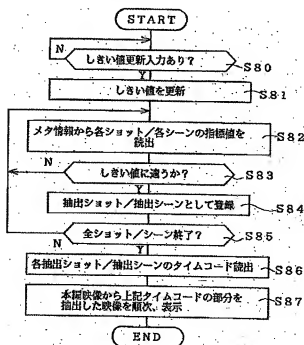 START
N
しきい値更新入力あり?
S80
Y
しきい値を更新
S81
メタ情報から各ショット/各シーンの指標値を
読出
S82
N
しきい値に違うか?
S83
Y
抽出ショット/抽出シーンとして登録
S84
全ショット/シーン終了?
S85
N
Y
各抽出ショット/抽出シーンのタイムコード読出
S86
本編映像から上記タイムコードの部分を
抽出した映像を順次、表示
S87
END